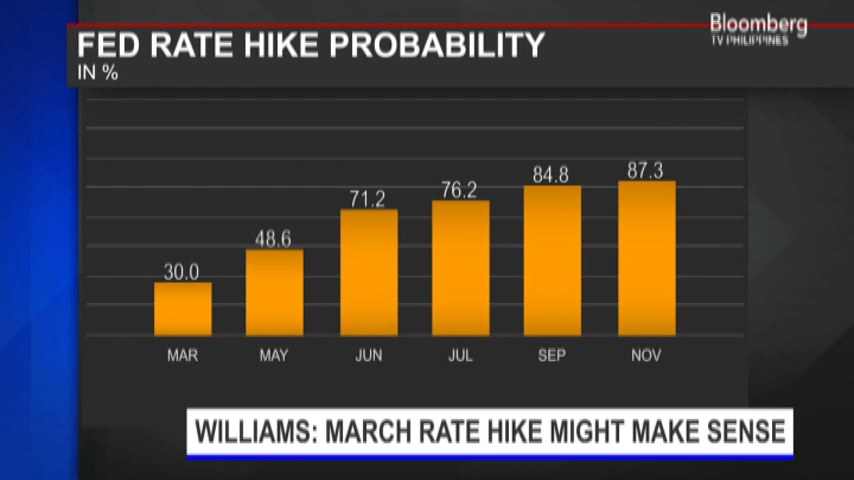 Bloomberg
TV PHILIPPINES
FED RATE HIKE PROBABILITY
IN %
30.0
48.6
71.2
76.2
84.8
87.3
MAR
MAY
JUN
JUL
SEP
NOV
WILLIAMS: MARCH RATE HIKE MIGHT MAKE SENSE